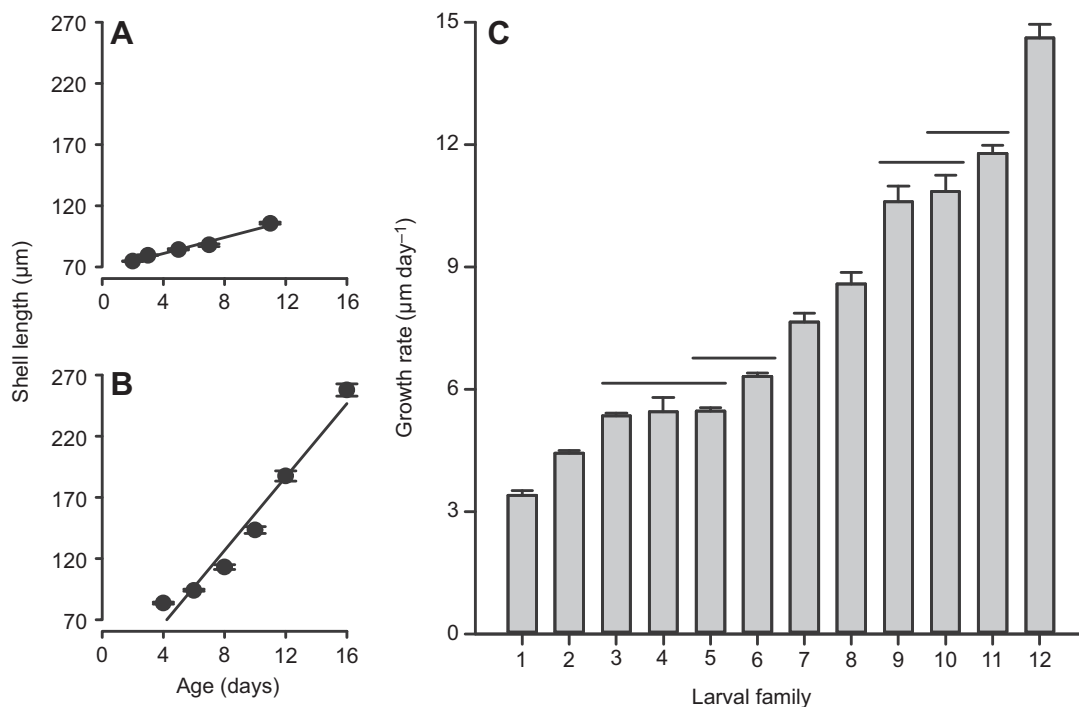 A
270
220
170
120
70
0 4 8 12 16
B
270
220
170
120
70
0 4 8 12 16
Shell length (µm)
Age (days)
C
15
12
9
6
3
0
Growth rate (µm day–1)
1 2 3 4 5 6 7 8 9 10 11 12
Larval family